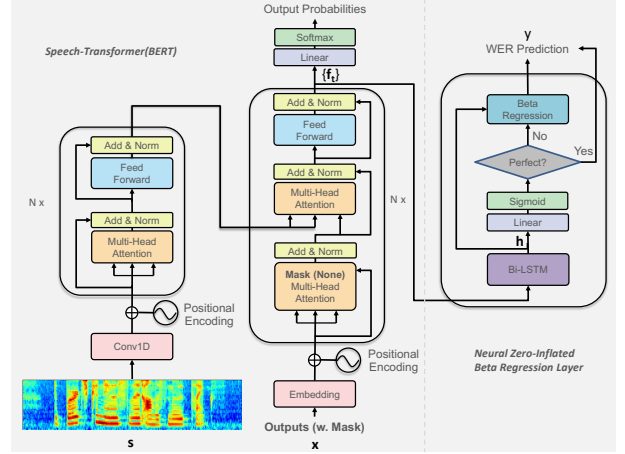 Output Probabilities
Speech-Transformer(BERT)
Softmax
Linear
{f_t}
Add & Norm
Feed
Forward
Add & Norm
Multi-Head
Attention
N x
Add & Norm
Mask (None)
Multi-Head
Attention
Positional
Encoding
Embedding
Outputs (w. Mask)
x
Add & Norm
Feed
Forward
N x
Add & Norm
Multi-Head
Attention
Positional
Encoding
Conv1D
s
y
WER Prediction
Beta
Regression
No
Yes
Perfect?
Sigmoid
Linear
h
Bi-LSTM
Neural Zero-Inflated
Beta Regression Layer